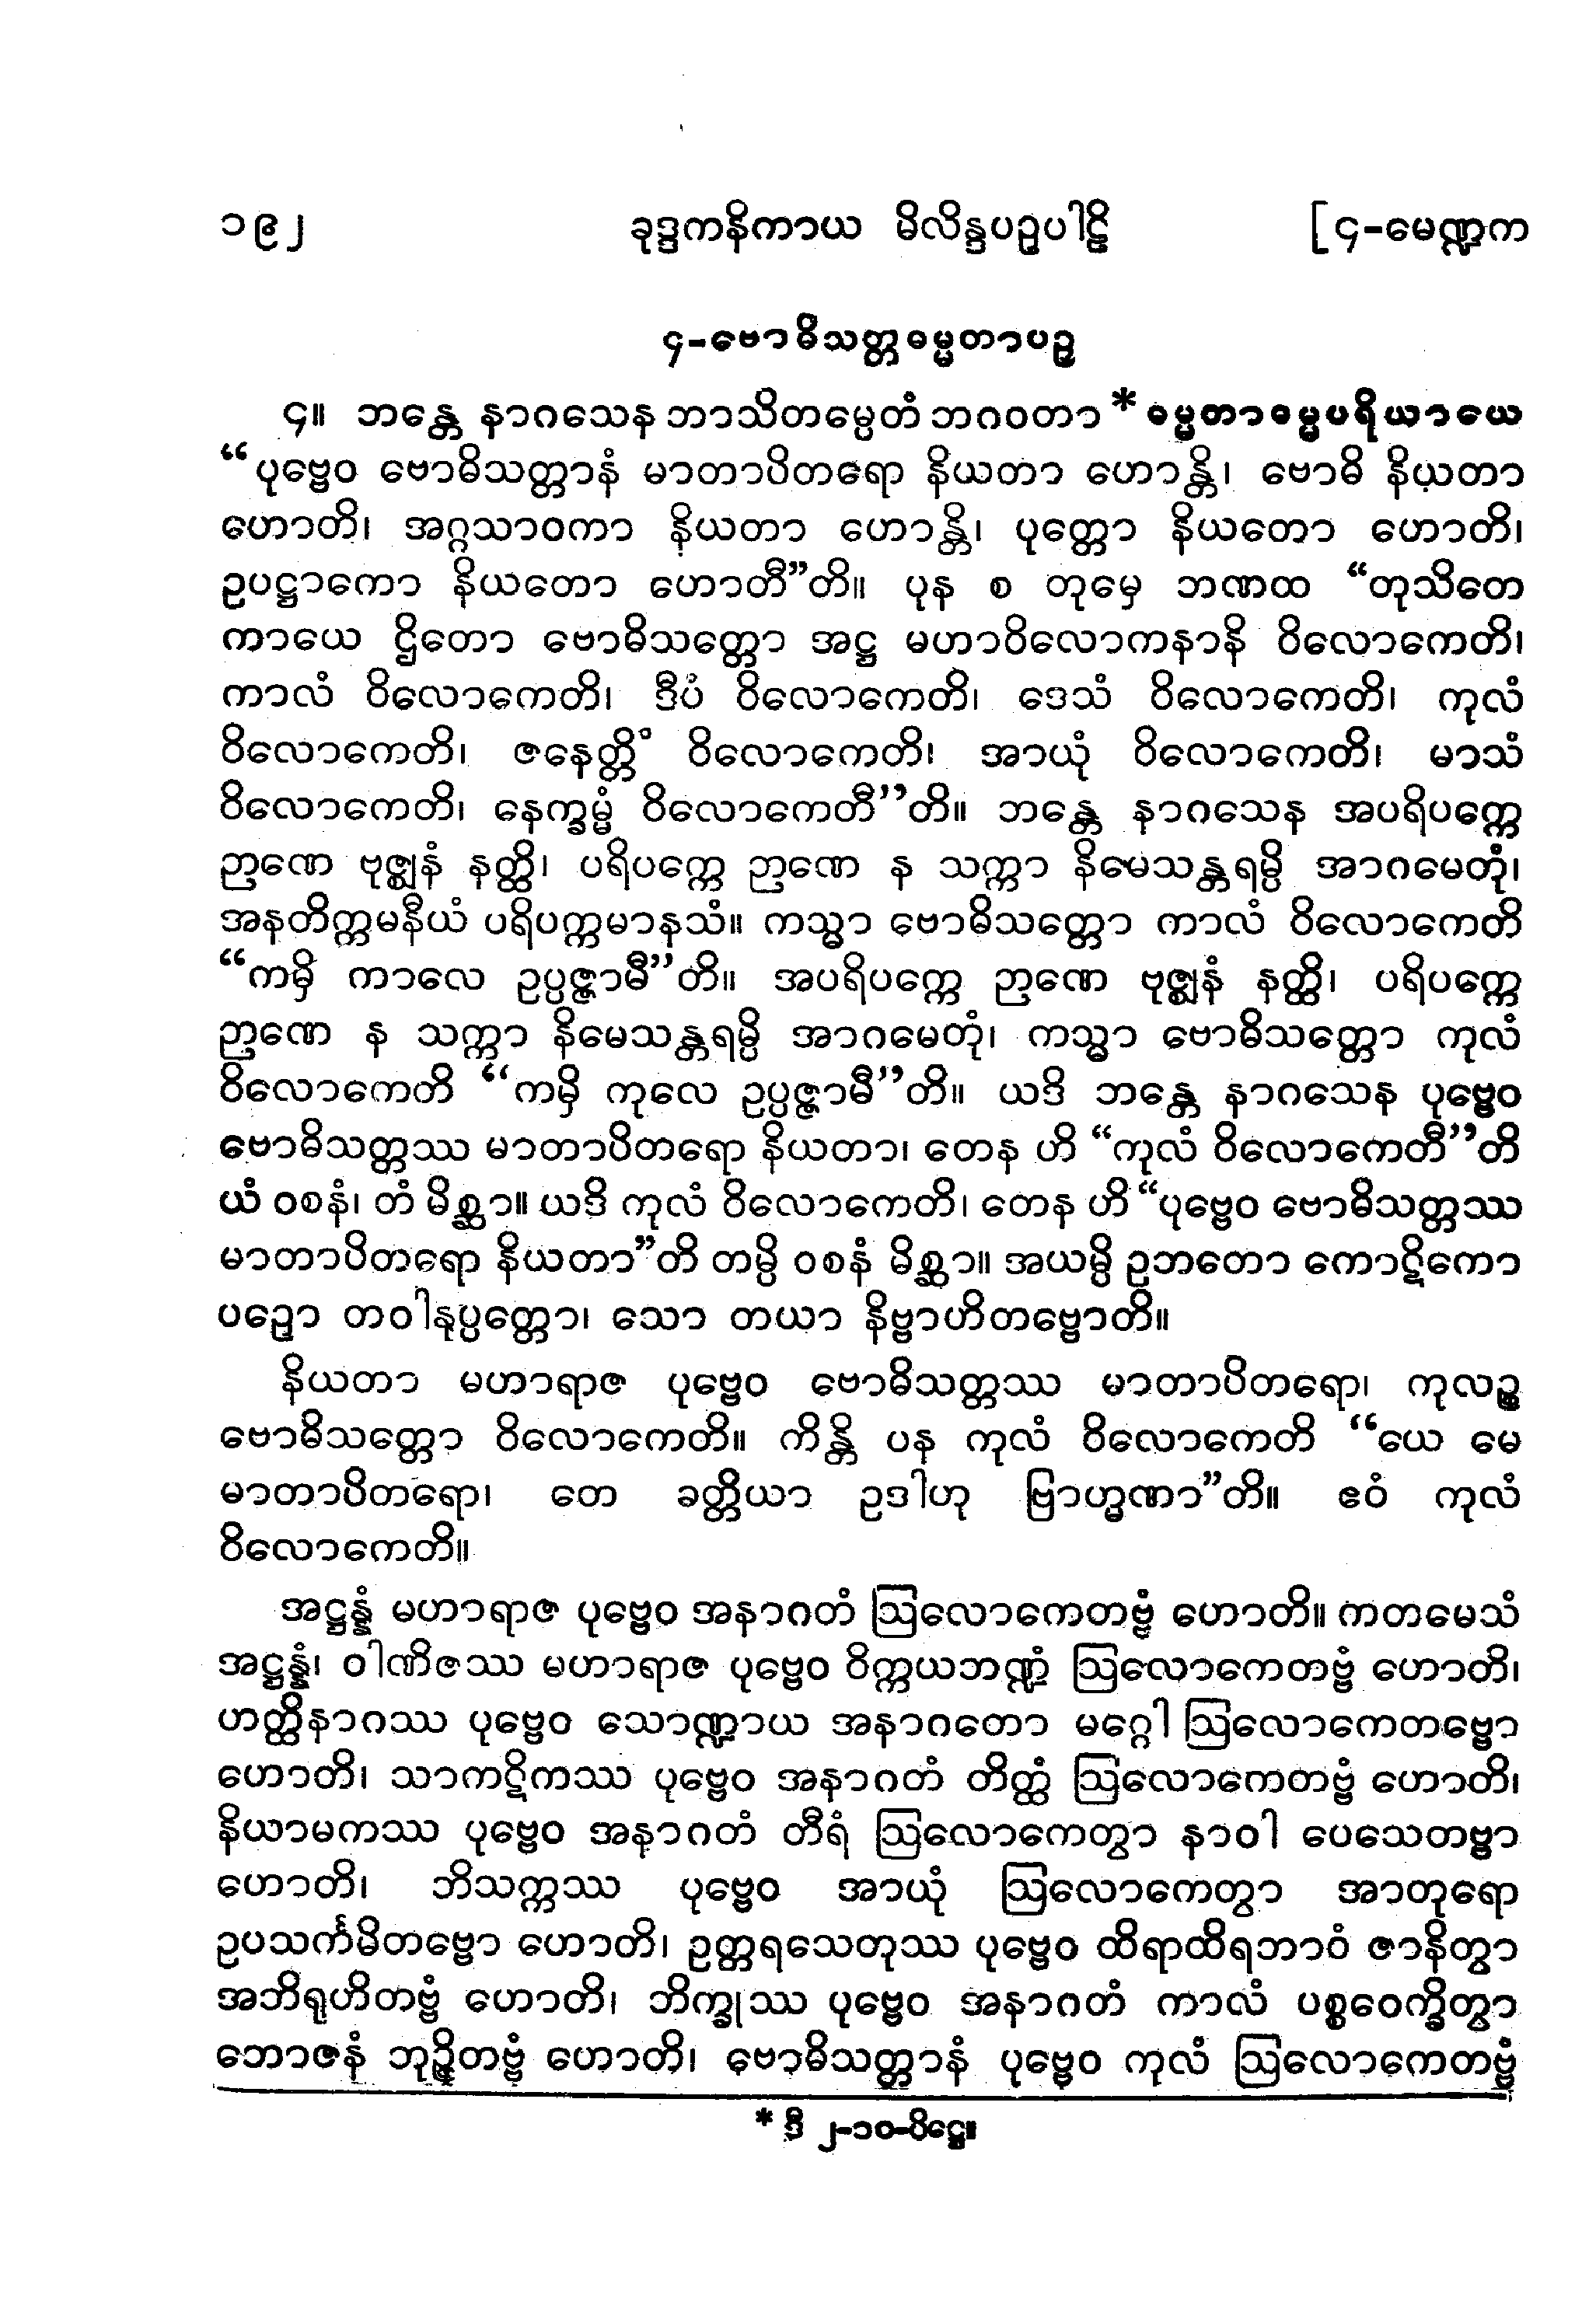 ၁၉၂ ခုဒ္ဒကနိကာယ မိလိန္ဒပဉှပါဠိ [၄-မေဏ္ဍက
၄-ဗောဓိသတ္တဓမ္မတာပဉှ
၄။ ဘန္တေ နာဂသေန ဘာသိတမ္ပေတံ ဘဂဝတာ * ဓမ္မတာဓမ္မပရိယာယေ
“ပုဗ္ဗေဝ ဗောဓိသတ္တာနံ မာတာပိတရော နိယတာ ဟောန္တိ၊ ဗောဓိ နိယတာ
ဟောတိ၊ အဂ္ဂသာဝကာ နိယတာ ဟောန္တိ၊ ပုတ္တော နိယတော ဟောတိ၊
ဥပဋ္ဌာကော နိယတော ဟောတီ”တိ။ ပုန စ တုမှေ ဘဏထ “တုသိတေ
ကာယေ ဌိတော ဗောဓိသတ္တော အဋ္ဌ မဟာဝိလောကနာနိ ဝိလောကေတိ၊
ကာလံ ဝိလောကေတိ၊ ဒီပံ ဝိလောကေတိ၊ ဒေသံ ဝိလောကေတိ၊ ကုလံ
ဝိလောကေတိ၊ ဇနေတ္တိံ ဝိလောကေတိ၊ အာယုံ ဝိလောကေတိ၊ မာသံ
ဝိလောကေတိ၊ နေက္ခမ္မံ ဝိလောကေတီ”တိ။ ဘန္တေ နာဂသေန အပရိပက္ကေ
ဉာဏေ ဗုဇ္ဈနံ နတ္ထိ၊ ပရိပက္ကေ ဉာဏေ န သက္ကာ နိမေသန္တရမ္ပိ အာဂမေတုံ၊
အနတိက္ကမနီယံ ပရိပက္ကမာနသံ။ ကသ္မာ ဗောဓိသတ္တော ကာလံ ဝိလောကေတိ
“ကမှိ ကာလေ ဥပ္ပဇ္ဇာမီ”တိ။ အပရိပက္ကေ ဉာဏေ ဗုဇ္ဈနံ နတ္ထိ၊ ပရိပက္ကေ
ဉာဏေ န သက္ကာ နိမေသန္တရမ္ပိ အာဂမေတုံ၊ ကသ္မာ ဗောဓိသတ္တော ကုလံ
ဝိလောကေတိ “ကမှိ ကုလေ ဥပ္ပဇ္ဇာမီ”တိ။ ယဒိ ဘန္တေ နာဂသေန ပုဗ္ဗေဝ
ဗောဓိသတ္တဿ မာတာပိတရော နိယတာ၊ တေန ဟိ “ကုလံ ဝိလောကေတီ”တိ
ယံ ဝစနံ၊ တံ မိစ္ဆာ။ ယဒိ ကုလံ ဝိလောကေတိ၊ တေန ဟိ “ပုဗ္ဗေဝ ဗောဓိသတ္တဿ
မာတာပိတရော နိယတာ”တိ တမ္ပိ ဝစနံ မိစ္ဆာ။ အယမ္ပိ ဥဘတော ကောဋိကော
ပဉှော တဝါနုပ္ပတ္တော၊ သော တယာ နိဗ္ဗာဟိတဗ္ဗောတိ။
နိယတာ မဟာရာဇ ပုဗ္ဗေဝ ဗောဓိသတ္တဿ မာတာပိတရော၊ ကုလဉ္စ
ဗောဓိသတ္တော ဝိလောကေတိ။ ကိန္တိ ပန ကုလံ ဝိလောကေတိ “ယေ မေ
မာတာပိတရော၊ တေ ခတ္တိယာ ဥဒါဟု ဗြာဟ္မဏာ”တိ။ ဧဝံ ကုလံ
ဝိလောကေတိ။
အဋ္ဌန္နံ မဟာရာဇ ပုဗ္ဗေဝ အနာဂတံ ဩလောကေတဗ္ဗံ ဟောတိ။ ကတမေသံ
အဋ္ဌန္နံ၊ ဝါဏိဇဿ မဟာရာဇ ပုဗ္ဗေဝ ဝိက္ကယဘဏ္ဍံ ဩလောကေတဗ္ဗံ ဟောတိ၊
ဟတ္ထိနာဂဿ ပုဗ္ဗေဝ သောဏ္ဍာယ အနာဂတော မဂ္ဂေါ ဩလောကေတဗ္ဗော
ဟောတိ၊ သာကဋိကဿ ပုဗ္ဗေဝ အနာဂတံ တိတ္ထံ ဩလောကေတဗ္ဗံ ဟောတိ၊
နိယာမကဿ ပုဗ္ဗေဝ အနာဂတံ တီရံ ဩလောကေတွာ နာဝါ ပေသေတဗ္ဗာ
ဟောတိ၊ ဘိသက္ကဿ ပုဗ္ဗေဝ အာယုံ ဩလောကေတွာ အာတုရော
ဥပသင်္ကမိတဗ္ဗော ဟောတိ၊ ဥတ္တရသေတုဿ ပုဗ္ဗေဝ ထိရာထိရဘာဝံ ဇာနိတွာ
အဘိရုဟိတဗ္ဗံ ဟောတိ၊ ဘိက္ခုဿ ပုဗ္ဗေဝ အနာဂတံ ကာလံ ပစ္စဝေက္ခိတွာ
ဘောဇနံ ဘုဉ္ဇိတဗ္ဗံ ဟောတိ၊ ဗောဓိသတ္တာနံ ပုဗ္ဗေဝ ကုလံ ဩလောကေတဗ္ဗံ
* ဒီ ၂-၁၀-ပိဋ္ဌေ။